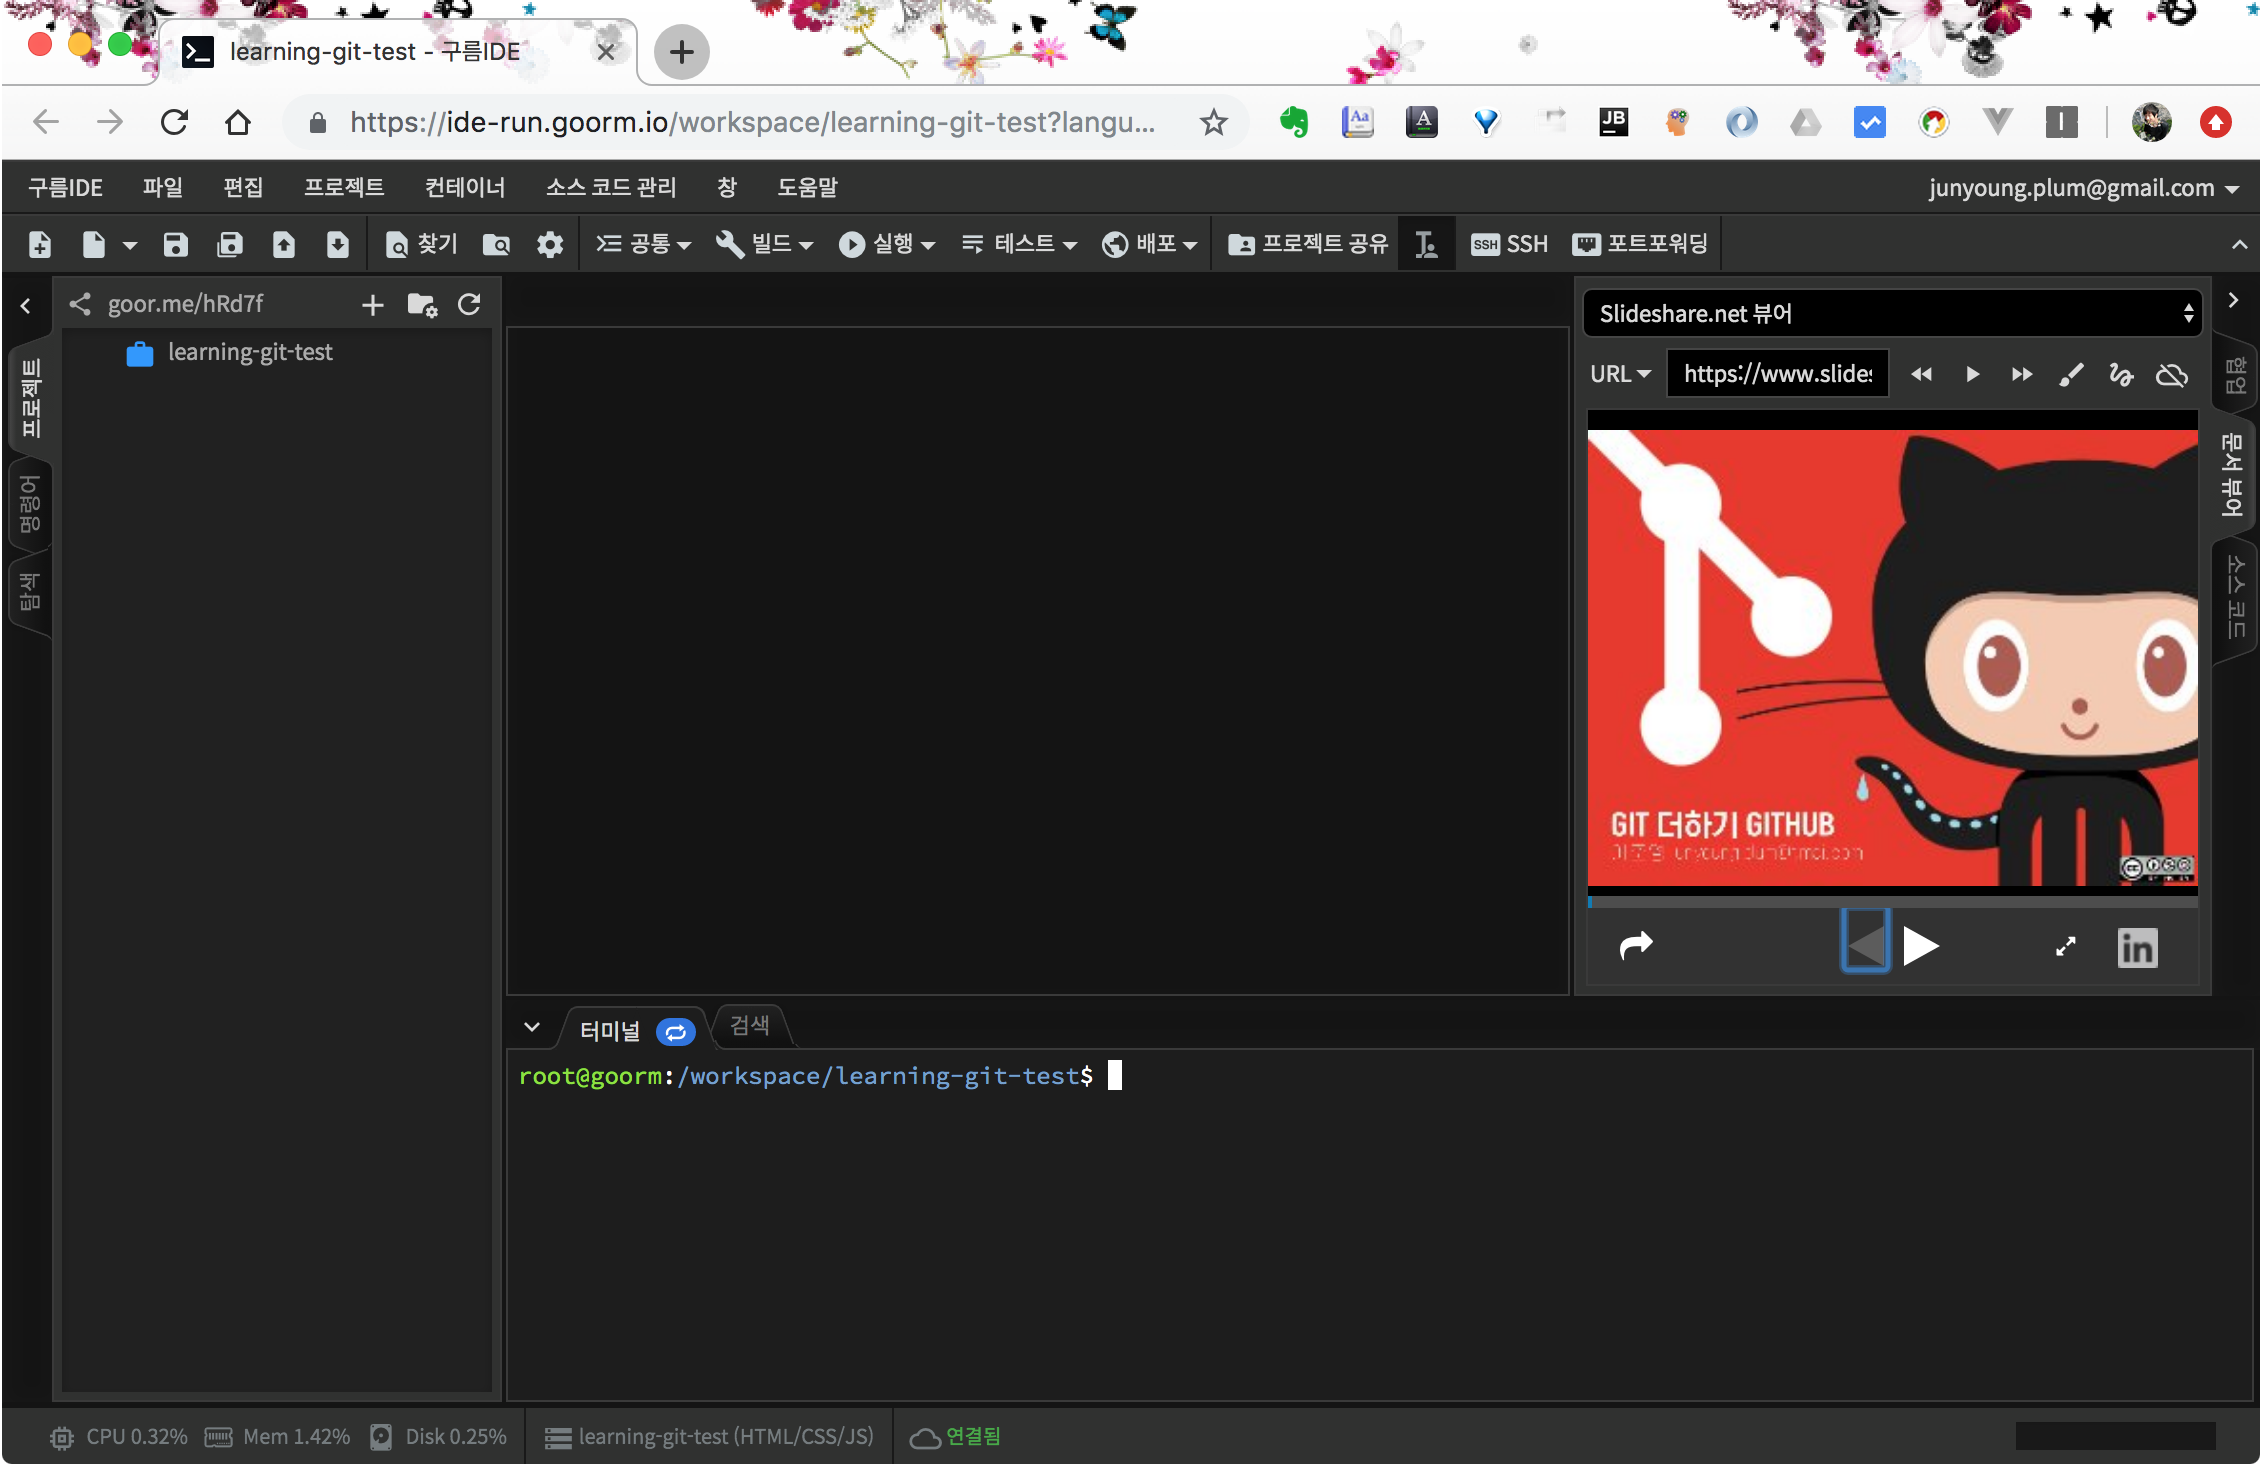 learning-git-test - 구름IDE
https://ide-run.goorm.io/workspace/learning-git-test?langu...
구름IDE 파일 편집 프로젝트 컨테이너 소스 코드 관리 창 도움말 junyoung.plum@gmail.com
찾기 공통 빌드 실행 테스트 배포 프로젝트 공유 SSH SSH 포트포워딩
goor.me/hRd7f
learning-git-test
프로젝트
명령어
탐색
Slideshare.net 뷰어
URL https://www.slides
GIT 더하기 GITHUB
in
협업
문서 뷰어
소스 코드
터미널 검색
root@goorm:/workspace/learning-git-test$
CPU 0.32% Mem 1.42% Disk 0.25% learning-git-test (HTML/CSS/JS) 연결됨